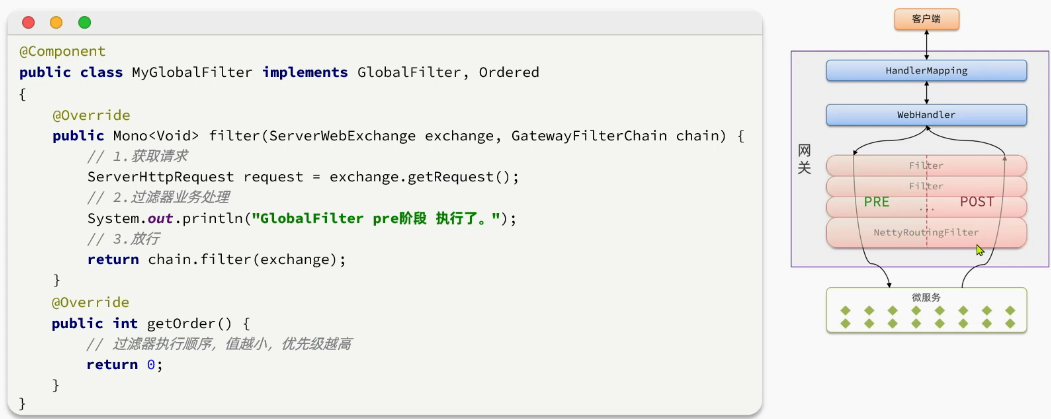 @Component
public class MyGlobalFilter implements GlobalFilter, Ordered
{
@Override
public Mono<Void> filter(ServerWebExchange exchange, GatewayFilterChain chain) {
// 1.获取请求
ServerHttpRequest request = exchange.getRequest();
// 2.过滤器业务处理
System.out.println("GlobalFilter pre阶段 执行了。");
// 3.放行
return chain.filter(exchange);
}
@Override
public int getOrder() {
// 过滤器执行顺序，值越小，优先级越高
return 0;
}
}
客户端
HandlerMapping
WebHandler
网关
Filter
Filter
PRE ... POST
NettyRoutingFilter
微服务